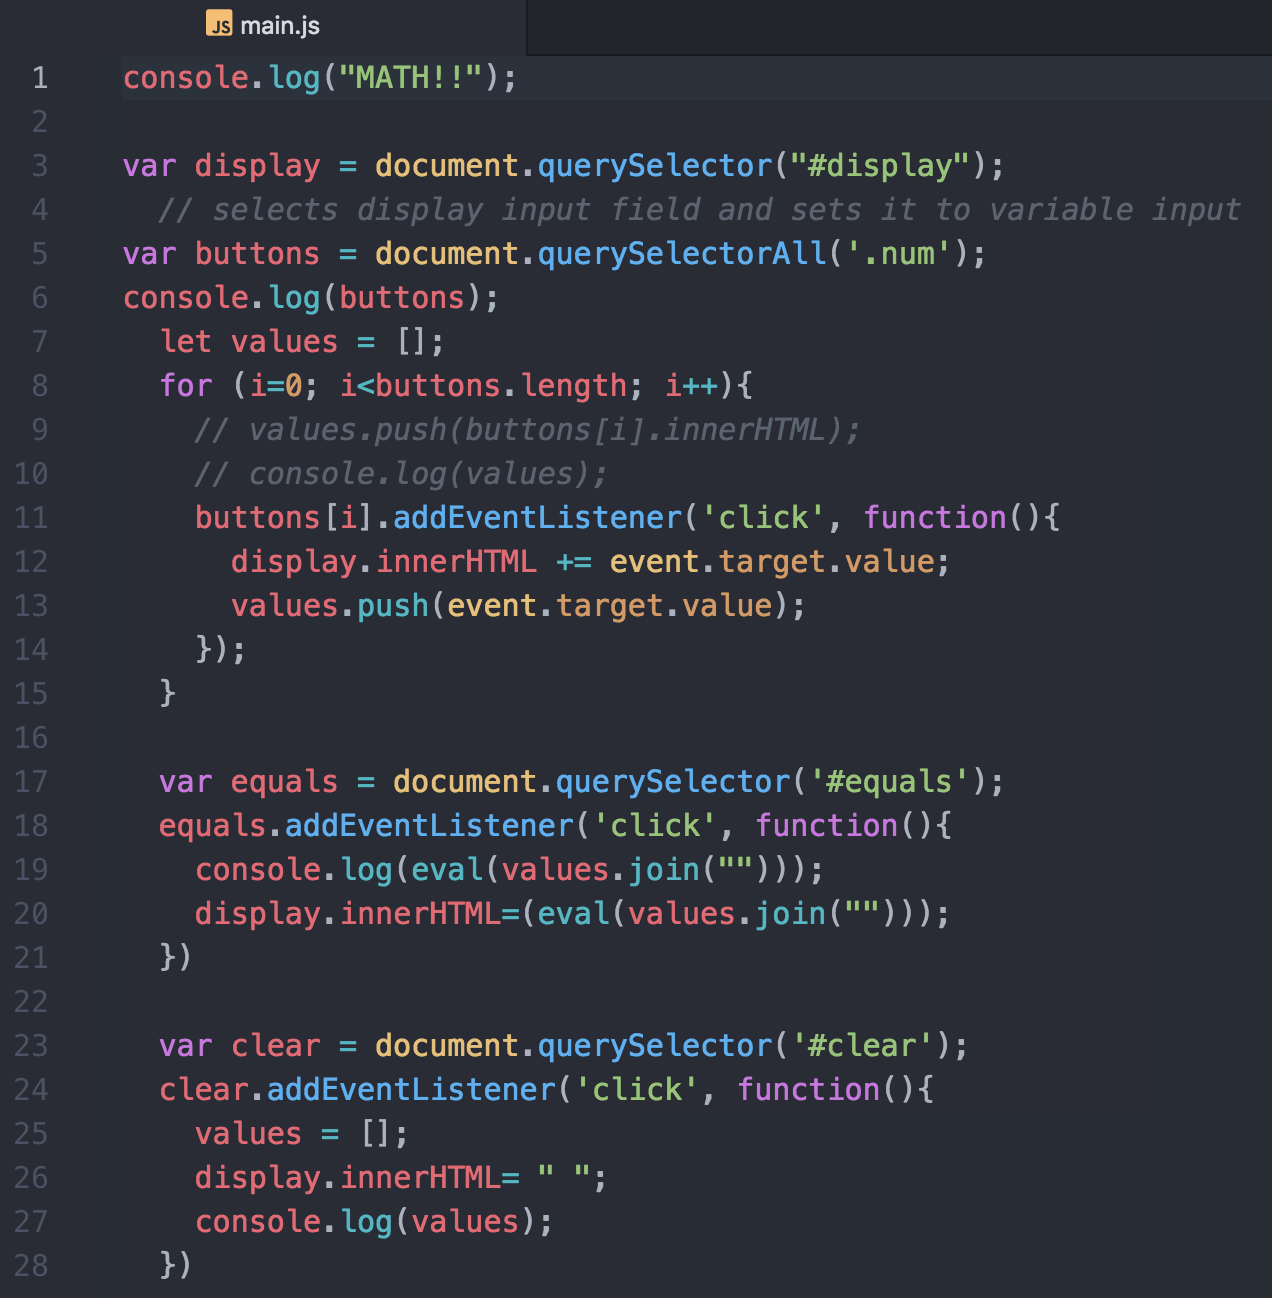 JS main.js
1 console.log("MATH!!");
2
3 var display = document.querySelector("#display");
4 // selects display input field and sets it to variable input
5 var buttons = document.querySelectorAll('.num');
6 console.log(buttons);
7 let values = [];
8 for (i=0; i<buttons.length; i++){
9 // values.push(buttons[i].innerHTML);
10 // console.log(values);
11 buttons[i].addEventListener('click', function(){
12 display.innerHTML += event.target.value;
13 values.push(event.target.value);
14 });
15 }
16
17 var equals = document.querySelector('#equals');
18 equals.addEventListener('click', function(){
19 console.log(eval(values.join("")));
20 display.innerHTML=(eval(values.join("")));
21 })
22
23 var clear = document.querySelector('#clear');
24 clear.addEventListener('click', function(){
25 values = [];
26 display.innerHTML= " ";
27 console.log(values);
28 })